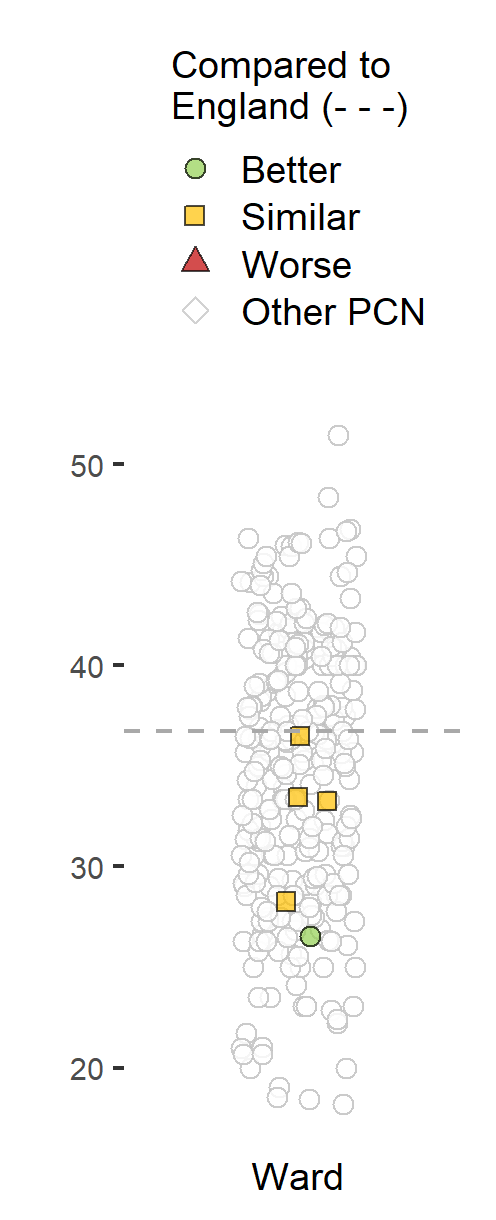 Compared to
England (- - -)
Better
Similar
Worse
Other PCN
50
40
30
20
Ward